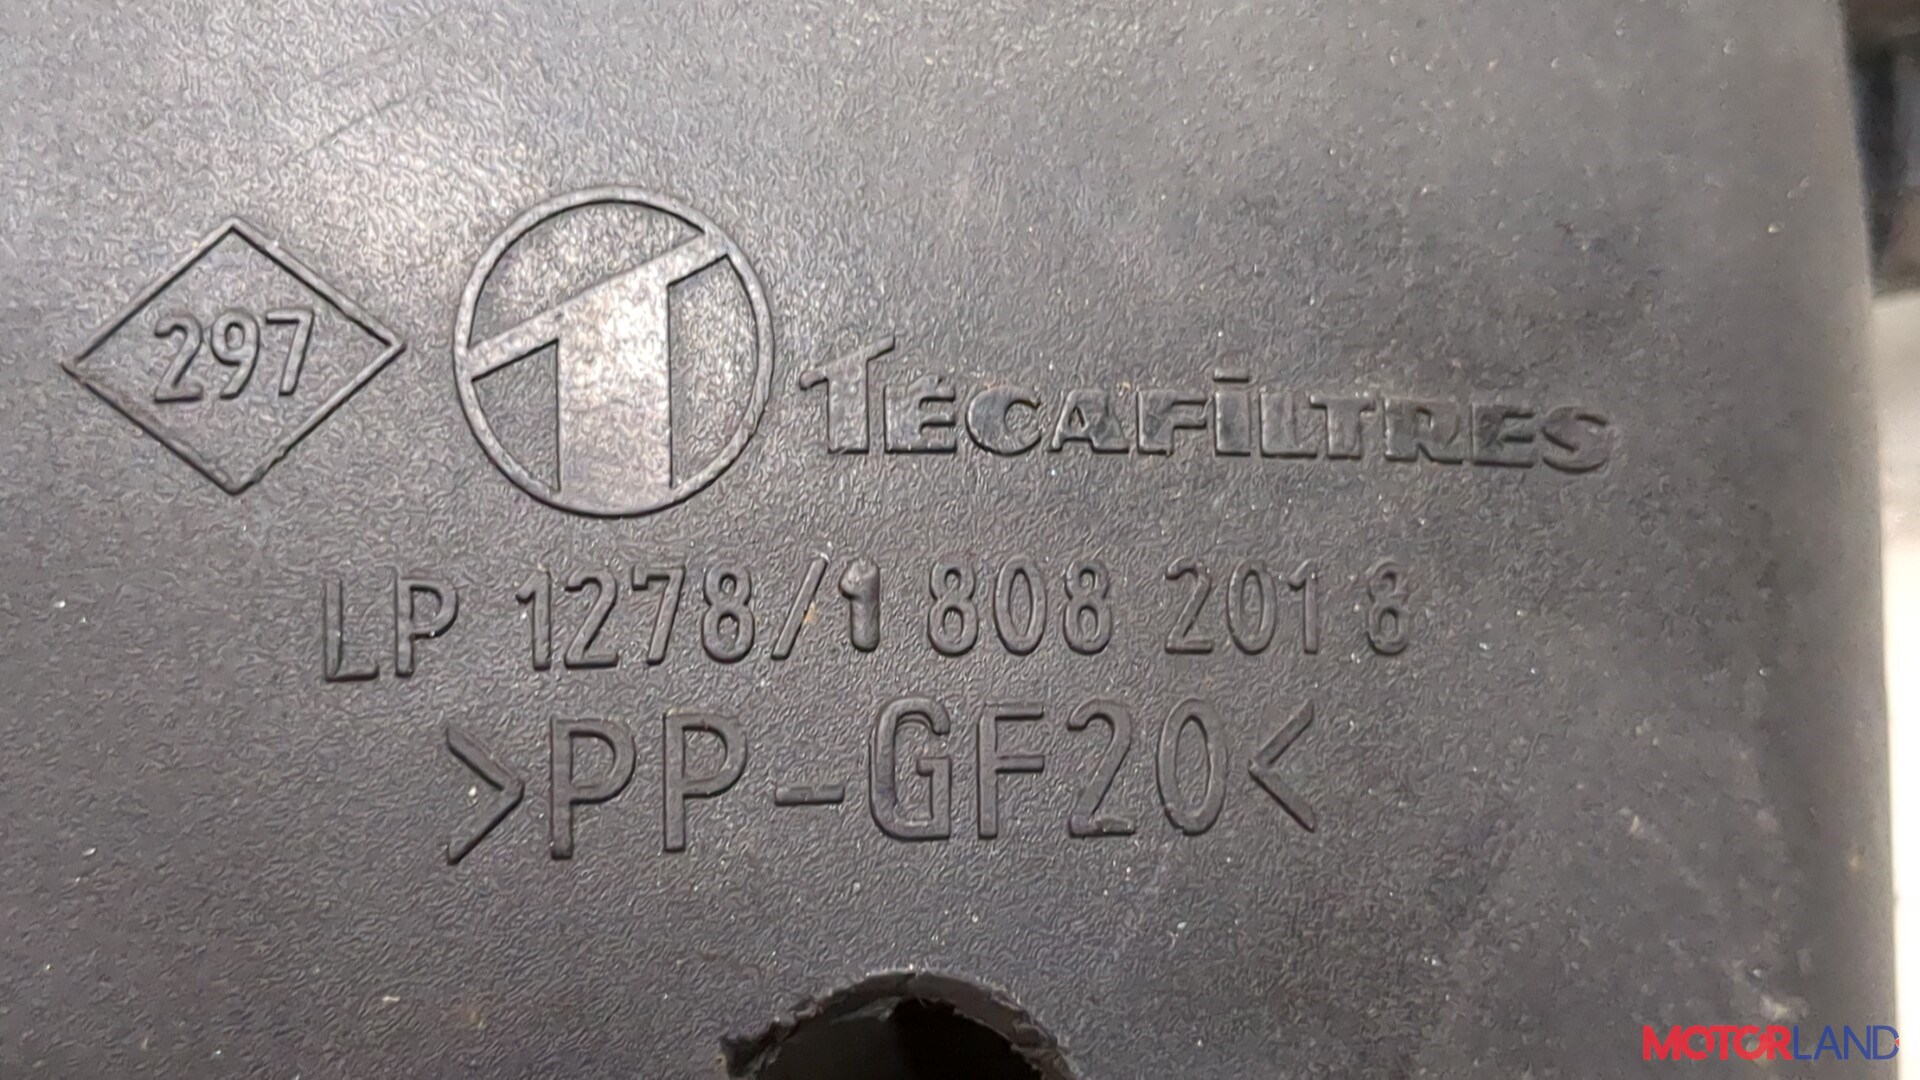 297
TECAFiLTRES
LP 1278/1 808 201 8
>PP-GF20<
MOTORLAND